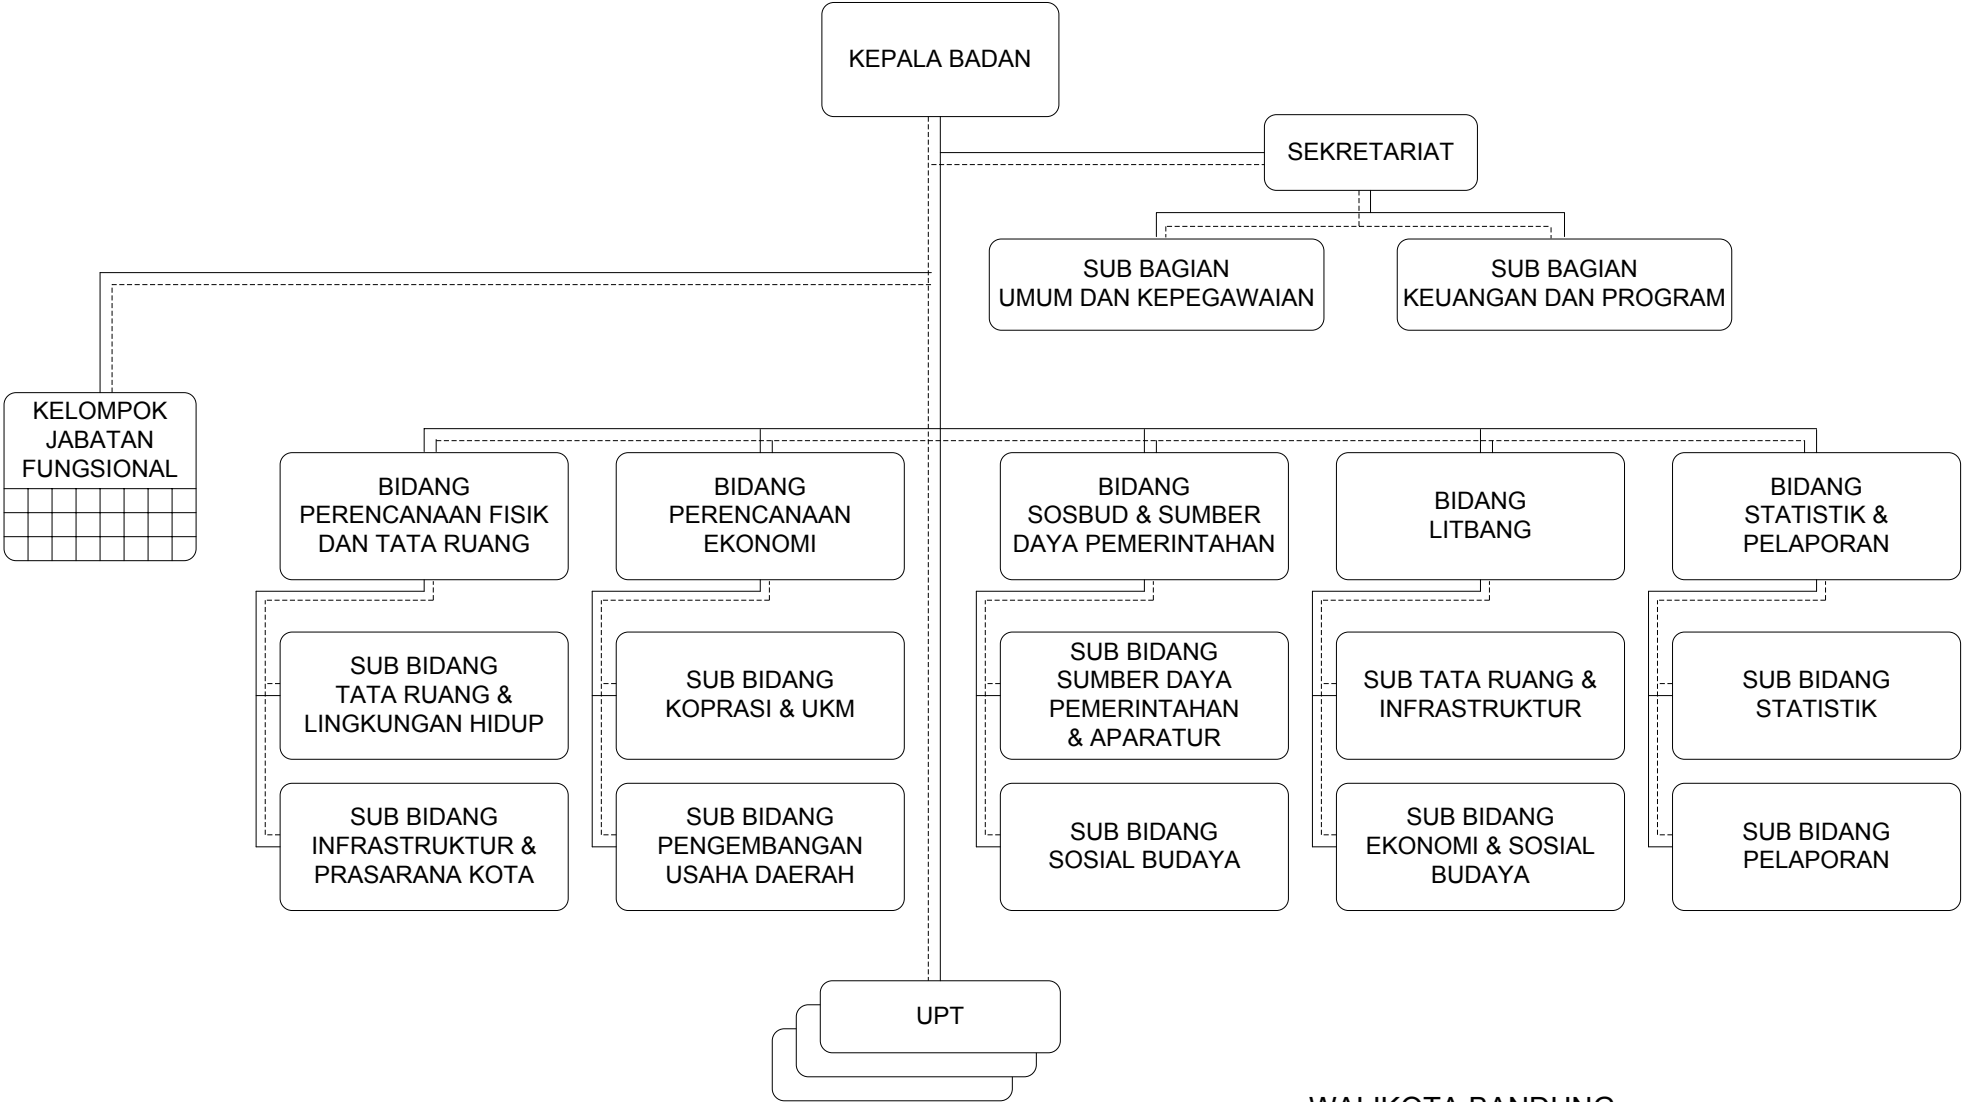 KEPALA BADAN
SEKRETARIAT
SUB BAGIAN
UMUM DAN KEPEGAWAIAN
SUB BAGIAN
KEUANGAN DAN PROGRAM
KELOMPOK
JABATAN
FUNGSIONAL
BIDANG
PERENCANAAN FISIK
DAN TATA RUANG
BIDANG
PERENCANAAN
EKONOMI
BIDANG
SOSBUD & SUMBER
DAYA PEMERINTAHAN
BIDANG
LITBANG
BIDANG
STATISTIK &
PELAPORAN
SUB BIDANG
TATA RUANG &
LINGKUNGAN HIDUP
SUB BIDANG
KOPRASI & UKM
SUB BIDANG
SUMBER DAYA
PEMERINTAHAN
& APARATUR
SUB TATA RUANG &
INFRASTRUKTUR
SUB BIDANG
STATISTIK
SUB BIDANG
INFRASTRUKTUR &
PRASARANA KOTA
SUB BIDANG
PENGEMBANGAN
USAHA DAERAH
SUB BIDANG
SOSIAL BUDAYA
SUB BIDANG
EKONOMI & SOSIAL
BUDAYA
SUB BIDANG
PELAPORAN
UPT
WALIKOTA BANDUNG